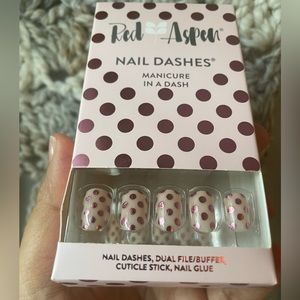 Red Aspen®
NAIL DASHES®
MANICURE
IN A DASH
NAIL DASHES, DUAL FILE/BUFFER,
CUTICLE STICK, NAIL GLUE